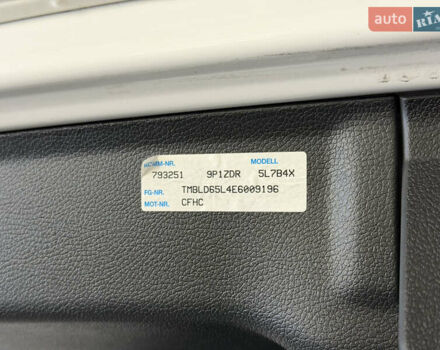 auto RIA
KOMM-NR. MODELL
793251 9P1ZDR 5L7B4X
FG-NR. TMBLD65L4E6009196
MOT-NR. CFHC